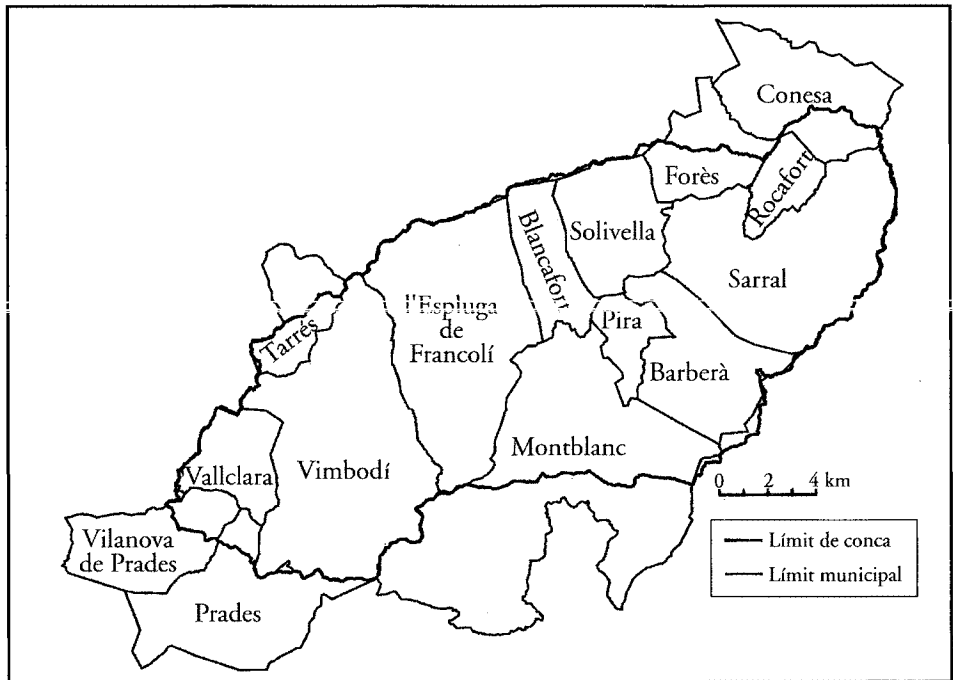 Conesa
Forès
Rocafort
Blancafort
Solivella
Sarral
l'Espluga
de
Francolí
Tarrés
Pira
Barberà
Montblanc
Vimbodí
Vallclara
Vilanova
de Prades
Prades
0 2 4 km
Límit de conca
Límit municipal